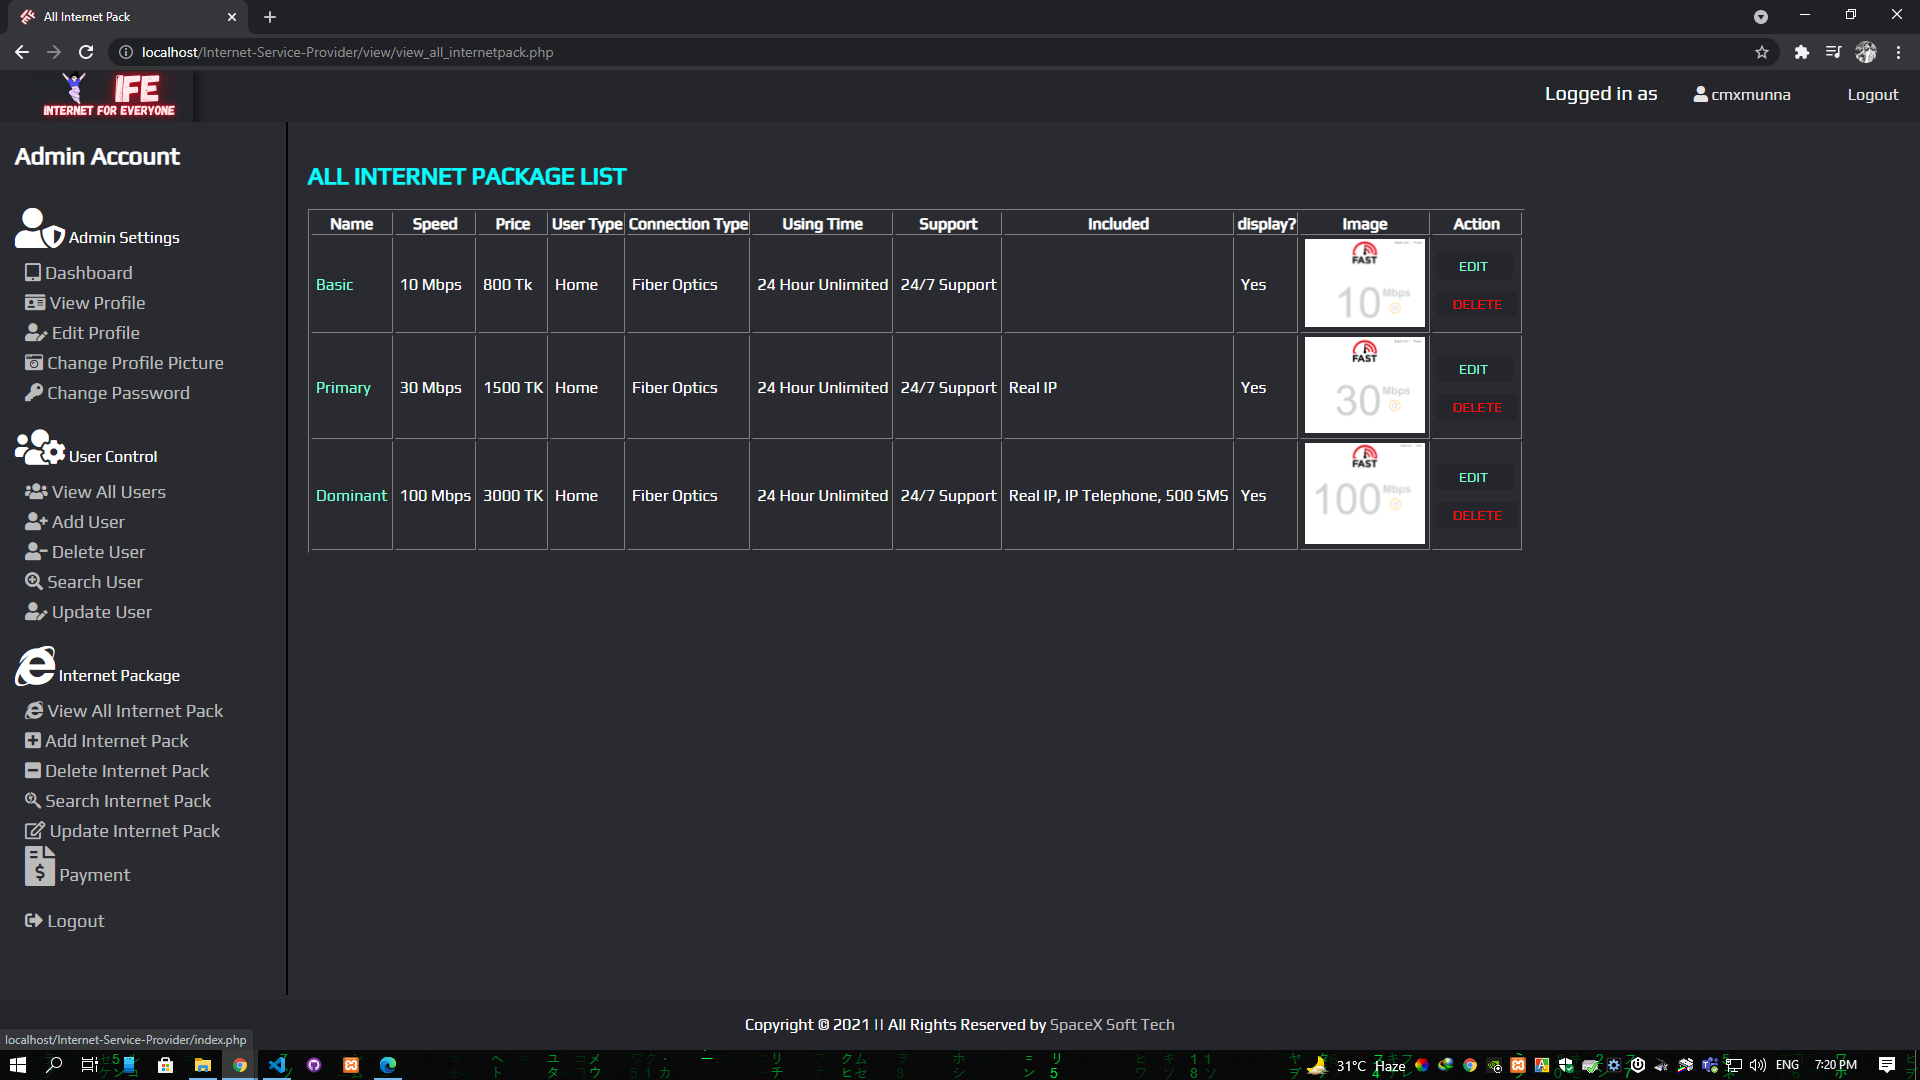 All Internet Pack
localhost/Internet-Service-Provider/view/view_all_internetpack.php
IFE
INTERNET FOR EVERYONE
Logged in as
cmxmunna
Logout
Admin Account
Admin Settings
Dashboard
View Profile
Edit Profile
Change Profile Picture
Change Password
User Control
View All Users
Add User
Delete User
Search User
Update User
Internet Package
View All Internet Pack
Add Internet Pack
Delete Internet Pack
Search Internet Pack
Update Internet Pack
Payment
Logout
ALL INTERNET PACKAGE LIST
Name Speed Price User Type Connection Type Using Time Support Included display? Image Action
Basic 10 Mbps 800 Tk Home Fiber Optics 24 Hour Unlimited 24/7 Support Yes
FAST
10 Mbps
EDIT
DELETE
Primary 30 Mbps 1500 TK Home Fiber Optics 24 Hour Unlimited 24/7 Support Real IP Yes
FAST
30 Mbps
EDIT
DELETE
Dominant 100 Mbps 3000 TK Home Fiber Optics 24 Hour Unlimited 24/7 Support Real IP, IP Telephone, 500 SMS Yes
FAST
100 Mbps
EDIT
DELETE
Copyright © 2021 || All Rights Reserved by SpaceX Soft Tech
localhost/Internet-Service-Provider/index.php
31°C Haze
ENG
7:20 PM